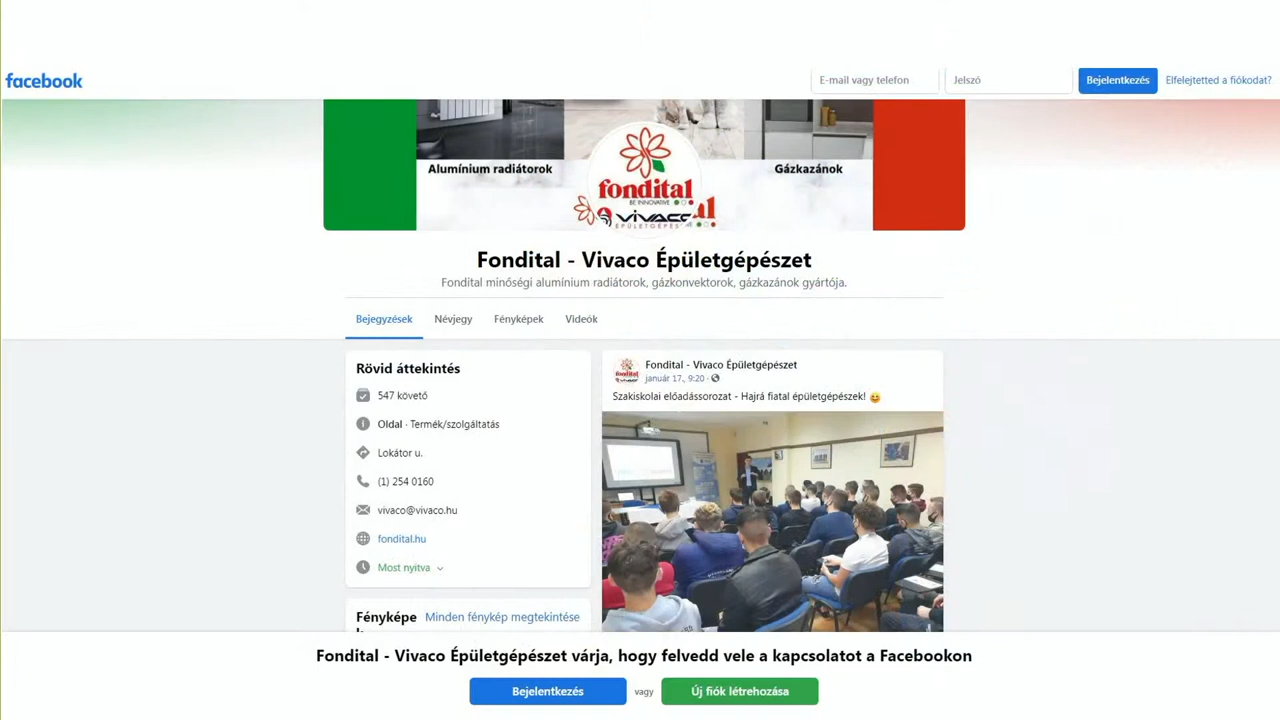 facebook
E-mail vagy telefon
Jelszó
Bejelentkezés
Elfelejtetted a fiókodat?
Alumínium radiátorok
Gázkazánok
fondital
BE INNOVATIVE
VIVACO
Fondital - Vivaco Épületgépészet
Fondital minőségi alumínium radiátorok, gázkonvektorok, gázkazánok gyártója.
Bejegyzések
Névjegy
Fényképek
Videók
Rövid áttekintés
547 követő
Oldal · Termék/szolgáltatás
Lokátor u.
(1) 254 0160
vivaco@vivaco.hu
fondital.hu
Most nyitva
Fényképe
Minden fénykép megtekintése
Fondital - Vivaco Épületgépészet
január 17., 9:20 ·
Szakiskolai előadássorozat - Hajrá fiatal épületgépészek! 😄
Fondital - Vivaco Épületgépészet várja, hogy felvedd vele a kapcsolatot a Facebookon
Bejelentkezés
vagy
Új fiók létrehozása